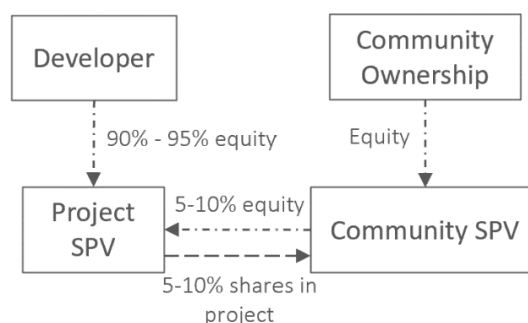 Developer
Community
Ownership
90% - 95% equity
Equity
Project
SPV
5-10% equity
Community SPV
5-10% shares in
project